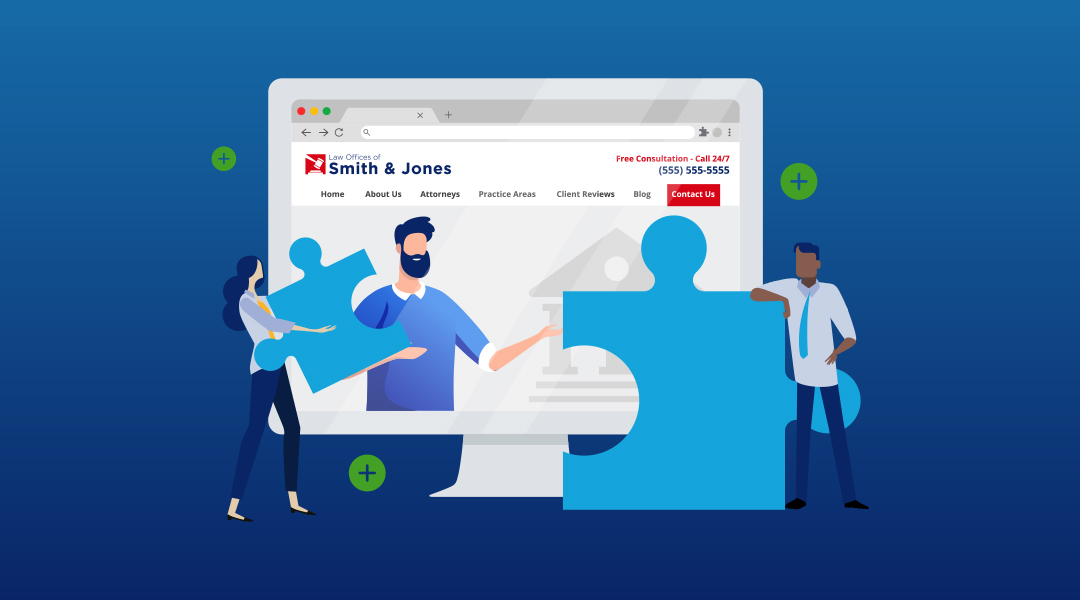 Law Offices of
Smith & Jones
Free Consultation - Call 24/7
(555) 555-5555
Home About Us Attorneys Practice Areas Client Reviews Blog Contact Us